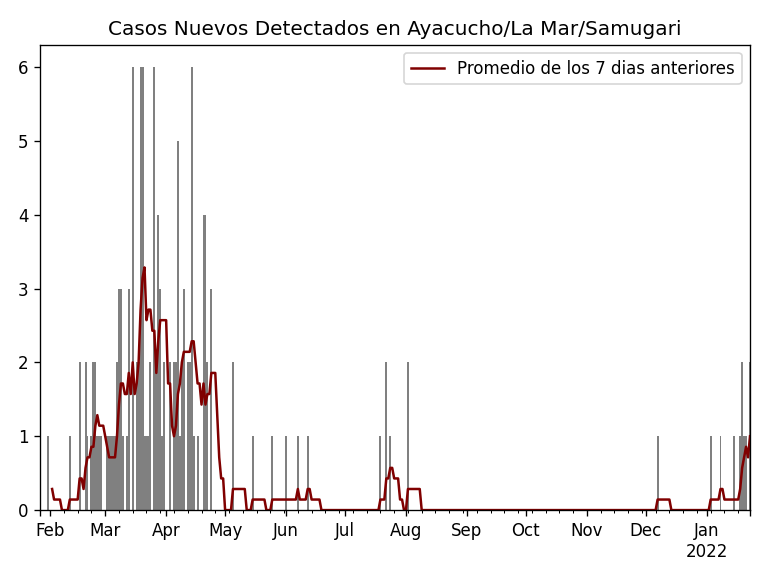 Casos Nuevos Detectados en Ayacucho/La Mar/Samugari
Promedio de los 7 dias anteriores
6
5
4
3
2
1
0
Feb Mar Apr May Jun Jul Aug Sep Oct Nov Dec Jan
2022